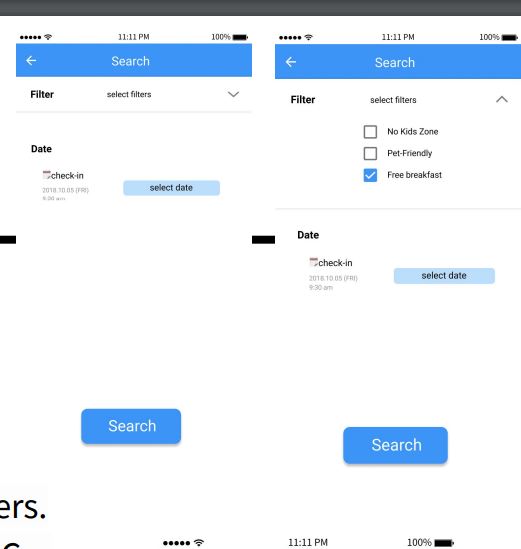 11:11 PM 100%
Search
Filter select filters
Date
check-in
2018.10.05 (FRI)
select date
9:30 am
Search
11:11 PM 100%
Search
Filter select filters
No Kids Zone
Pet-Friendly
Free breakfast
Date
check-in
2018.10.05 (FRI)
select date
9:30 am
Search
ers.
11:11 PM 100%